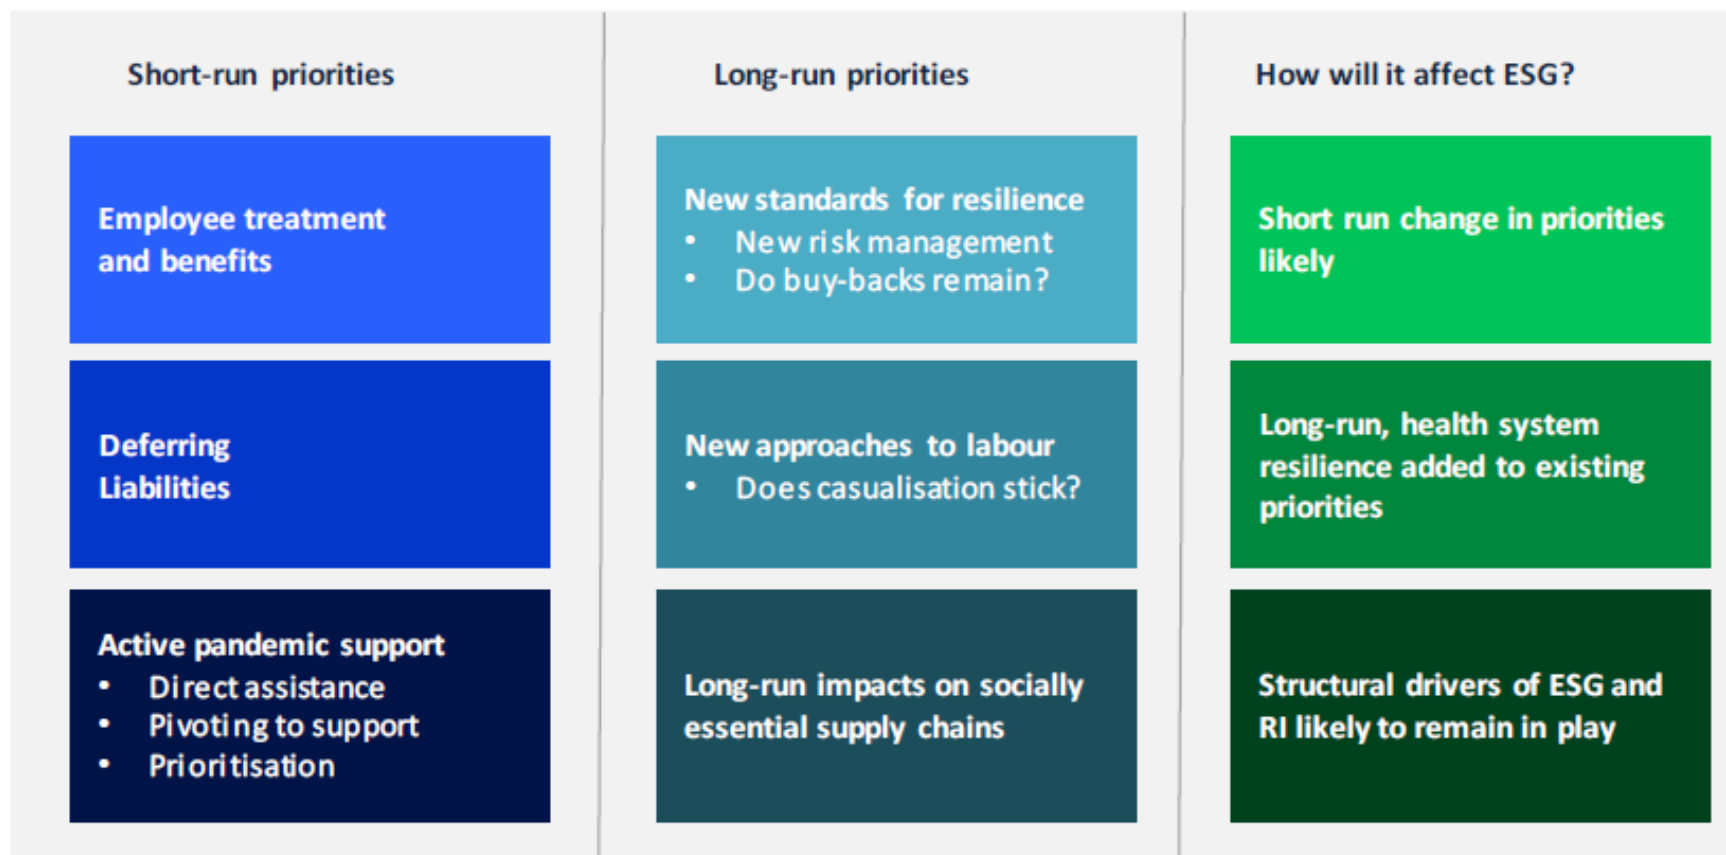 Short-run priorities
Employee treatment
and benefits
Deferring
Liabilities
Active pandemic support
• Direct assistance
• Pivoting to support
• Prioritisation
Long-run priorities
New standards for resilience
• New risk management
• Do buy-backs remain?
New approaches to labour
• Does casualisation stick?
Long-run impacts on socially
essential supply chains
How will it affect ESG?
Short run change in priorities
likely
Long-run, health system
resilience added to existing
priorities
Structural drivers of ESG and
RI likely to remain in play